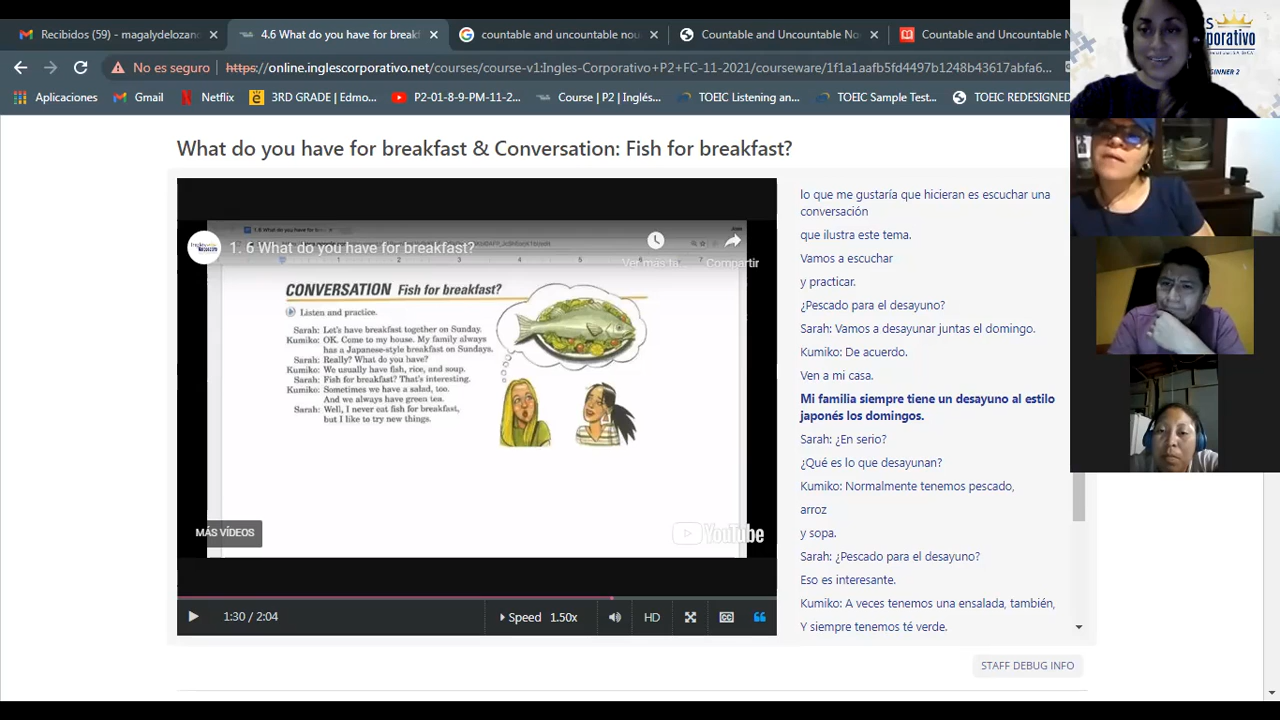 Recibidos (59) - magalydelozano
4.6 What do you have for breakf
countable and uncountable nou
Countable and Uncountable No
Countable and Uncountable N
No es seguro
https://online.inglescorporativo.net/courses/course-v1:Ingles-Corporativo+P2+FC-11-2021/courseware/1f1a1aafb5fd4497b1248b43617abfa6...
Aplicaciones
Gmail
Netflix
3RD GRADE | Edmo...
P2-01-8-9-PM-11-2...
Course | P2 | Inglés...
TOEIC Listening an...
TOEIC Sample Test...
TOEIC REDESIGNED
What do you have for breakfast & Conversation: Fish for breakfast?
1. 6 What do you have for breakfast?
Compartir
CONVERSATION Fish for breakfast?
Listen and practice.
Sarah: Let's have breakfast together on Sunday.
Kumiko: OK. Come to my house. My family always
has a Japanese-style breakfast on Sundays.
Sarah: Really? What do you have?
Kumiko: We usually have fish, rice, and soup.
Sarah: Fish for breakfast? That's interesting.
Kumiko: Sometimes we have a salad, too.
And we always have green tea.
Sarah: Well, I never eat fish for breakfast,
but I like to try new things.
MÁS VÍDEOS
YouTube
1:30 / 2:04
Speed 1.50x
HD
lo que me gustaría que hicieran es escuchar una
conversación
que ilustra este tema.
Vamos a escuchar
y practicar.
¿Pescado para el desayuno?
Sarah: Vamos a desayunar juntas el domingo.
Kumiko: De acuerdo.
Ven a mi casa.
Mi familia siempre tiene un desayuno al estilo
japonés los domingos.
Sarah: ¿En serio?
¿Qué es lo que desayunan?
Kumiko: Normalmente tenemos pescado,
arroz
y sopa.
Sarah: ¿Pescado para el desayuno?
Eso es interesante.
Kumiko: A veces tenemos una ensalada, también,
Y siempre tenemos té verde.
STAFF DEBUG INFO